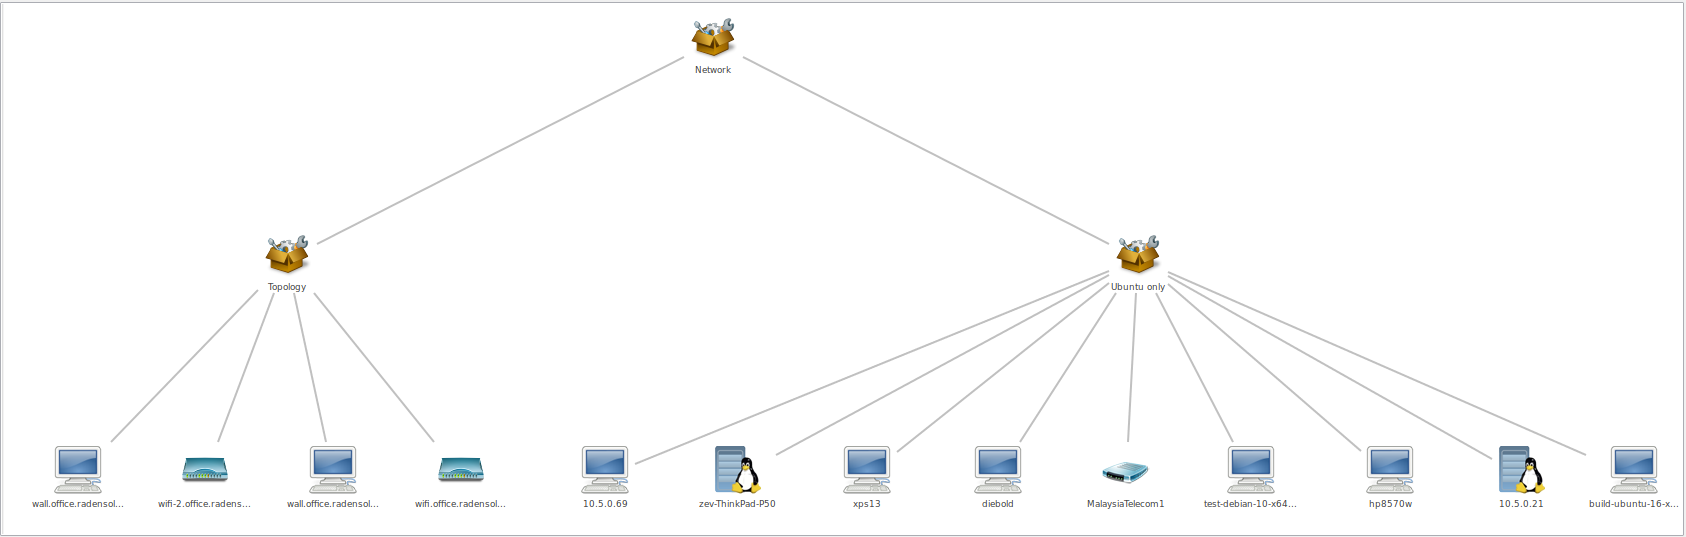 Network
Topology
Ubuntu only
wall.office.radensol...
wifi-2.office.radens...
wall.office.radensol...
wifi.office.radensol...
10.5.0.69
zev-ThinkPad-P50
xps13
diebold
MalaysiaTelecom1
test-debian-10-x64...
hp8570w
10.5.0.21
build-ubuntu-16-x...